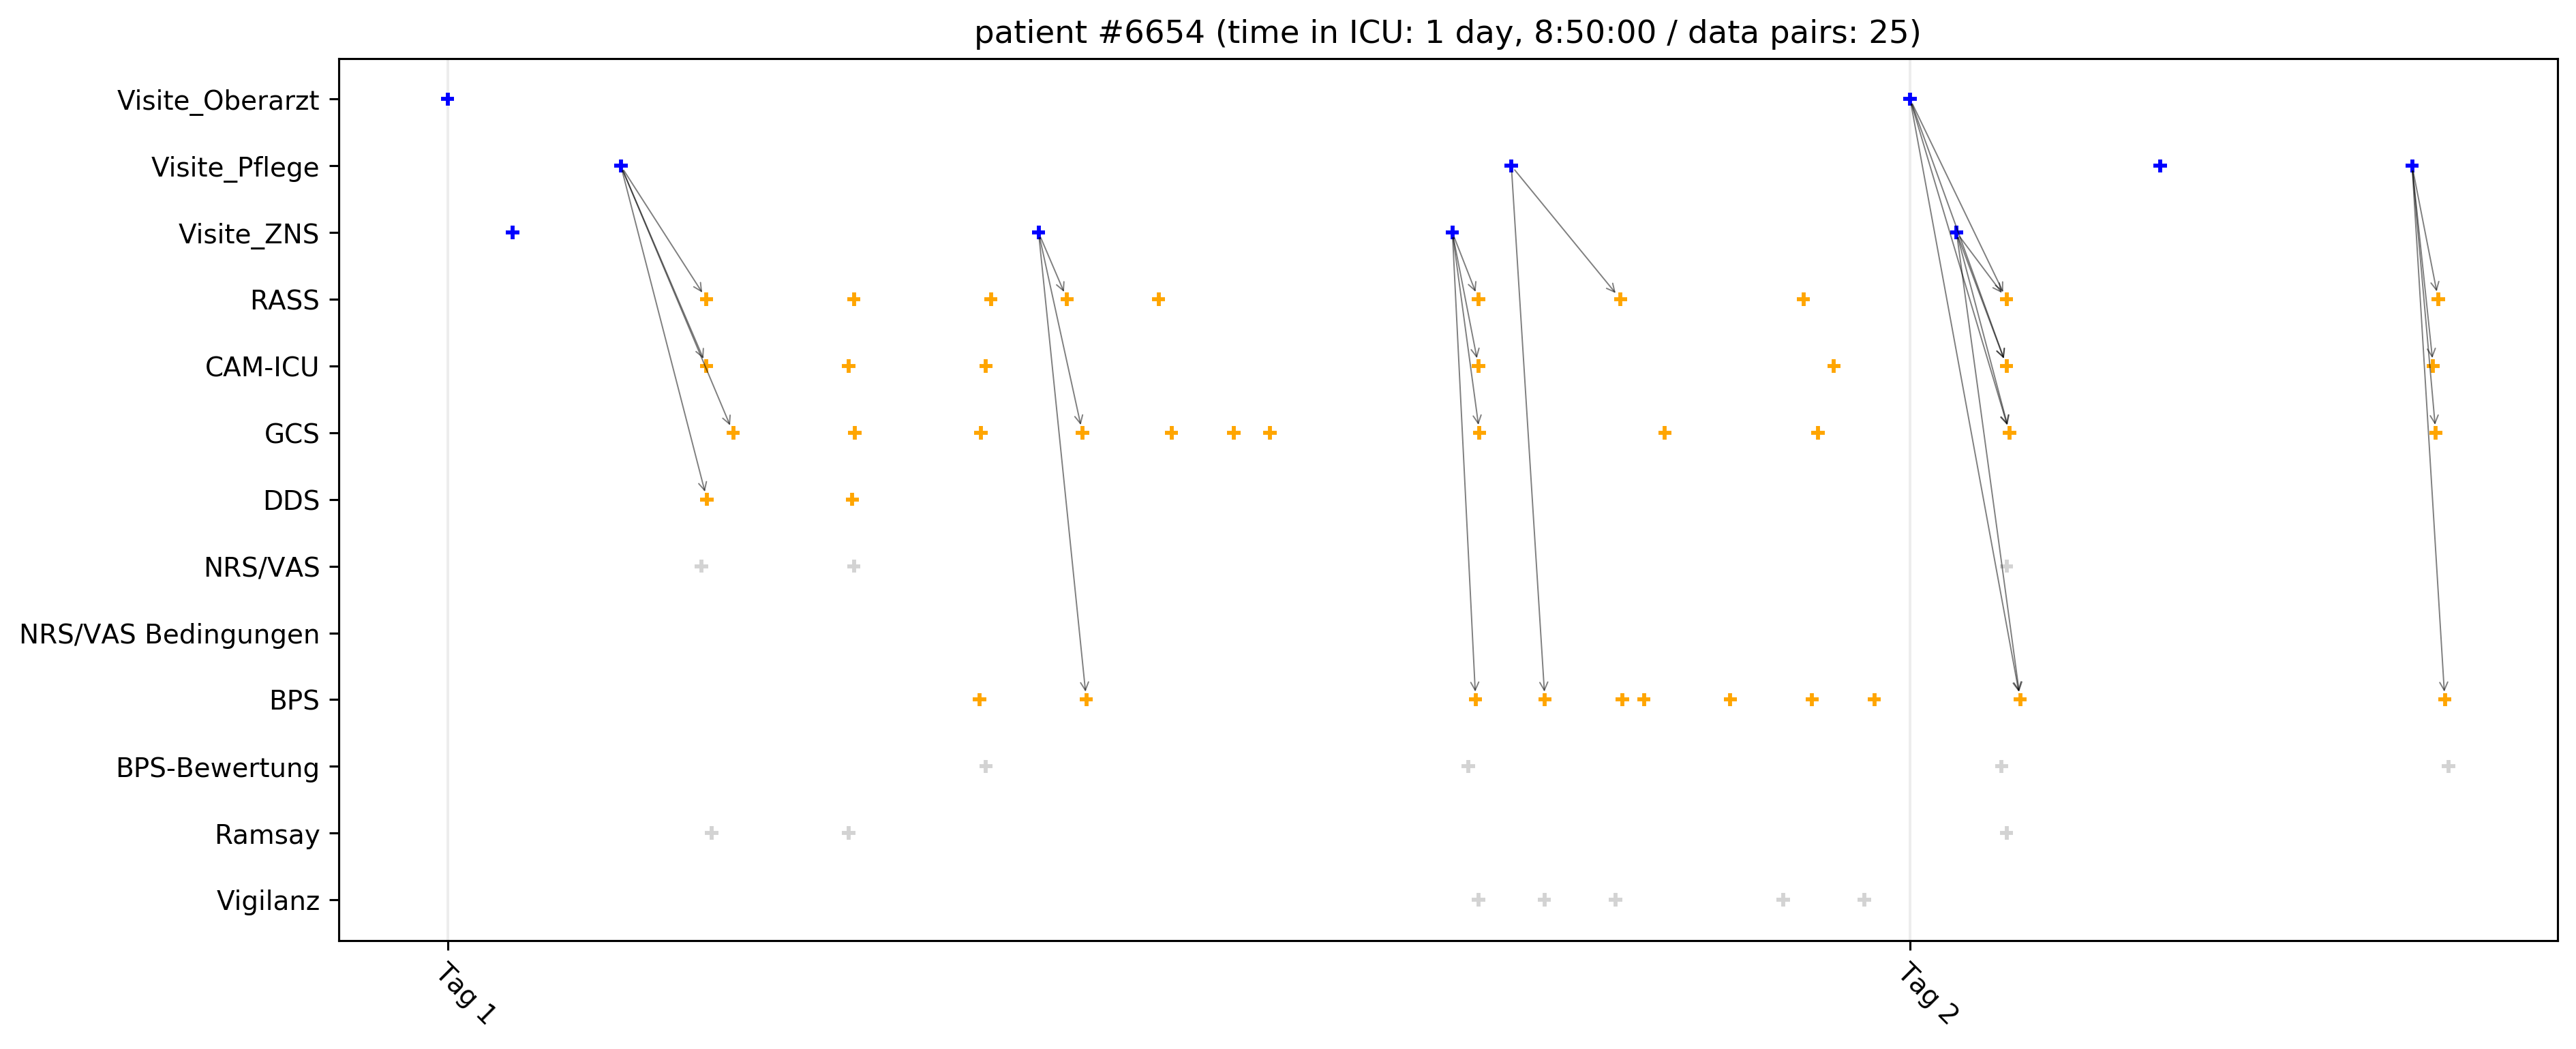 patient #6654 (time in ICU: 1 day, 8:50:00 / data pairs: 25)
Visite_Oberarzt
Visite_Pflege
Visite_ZNS
RASS
CAM-ICU
GCS
DDS
NRS/VAS
NRS/VAS Bedingungen
BPS
BPS-Bewertung
Ramsay
Vigilanz
Tag 1
Tag 2